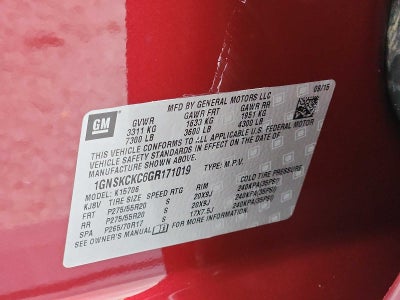 MFD BY GENERAL MOTORS LLC 08/15
GM GVWR GAWR FRT GAWR RR
3311 KG 1633 KG 1951 KG
7300 LB 3600 LB 4300 LB
THIS VEHICLE CONFORMS TO ALL APPLICABLE U.S. FEDERAL MOTOR
VEHICLE SAFETY STANDARDS IN EFFECT ON THE DATE OF
MANUFACTURE SHOWN ABOVE.
1GNSKCKC6GR171019 TYPE: M.P.V.
MODEL: K15706
KJ8V TIRE SIZE SPEED RTG RIM COLD TIRE PRESSURE
FRT P275/55R20 S 20X9J 240KPA(35PSI)
RR P275/55R20 S 20X9J 240KPA(35PSI)
SPA P265/70R17 S 17X7.5J 240KPA(35PSI)
SEE OWNER'S MANUAL FOR MORE INFORMATION.